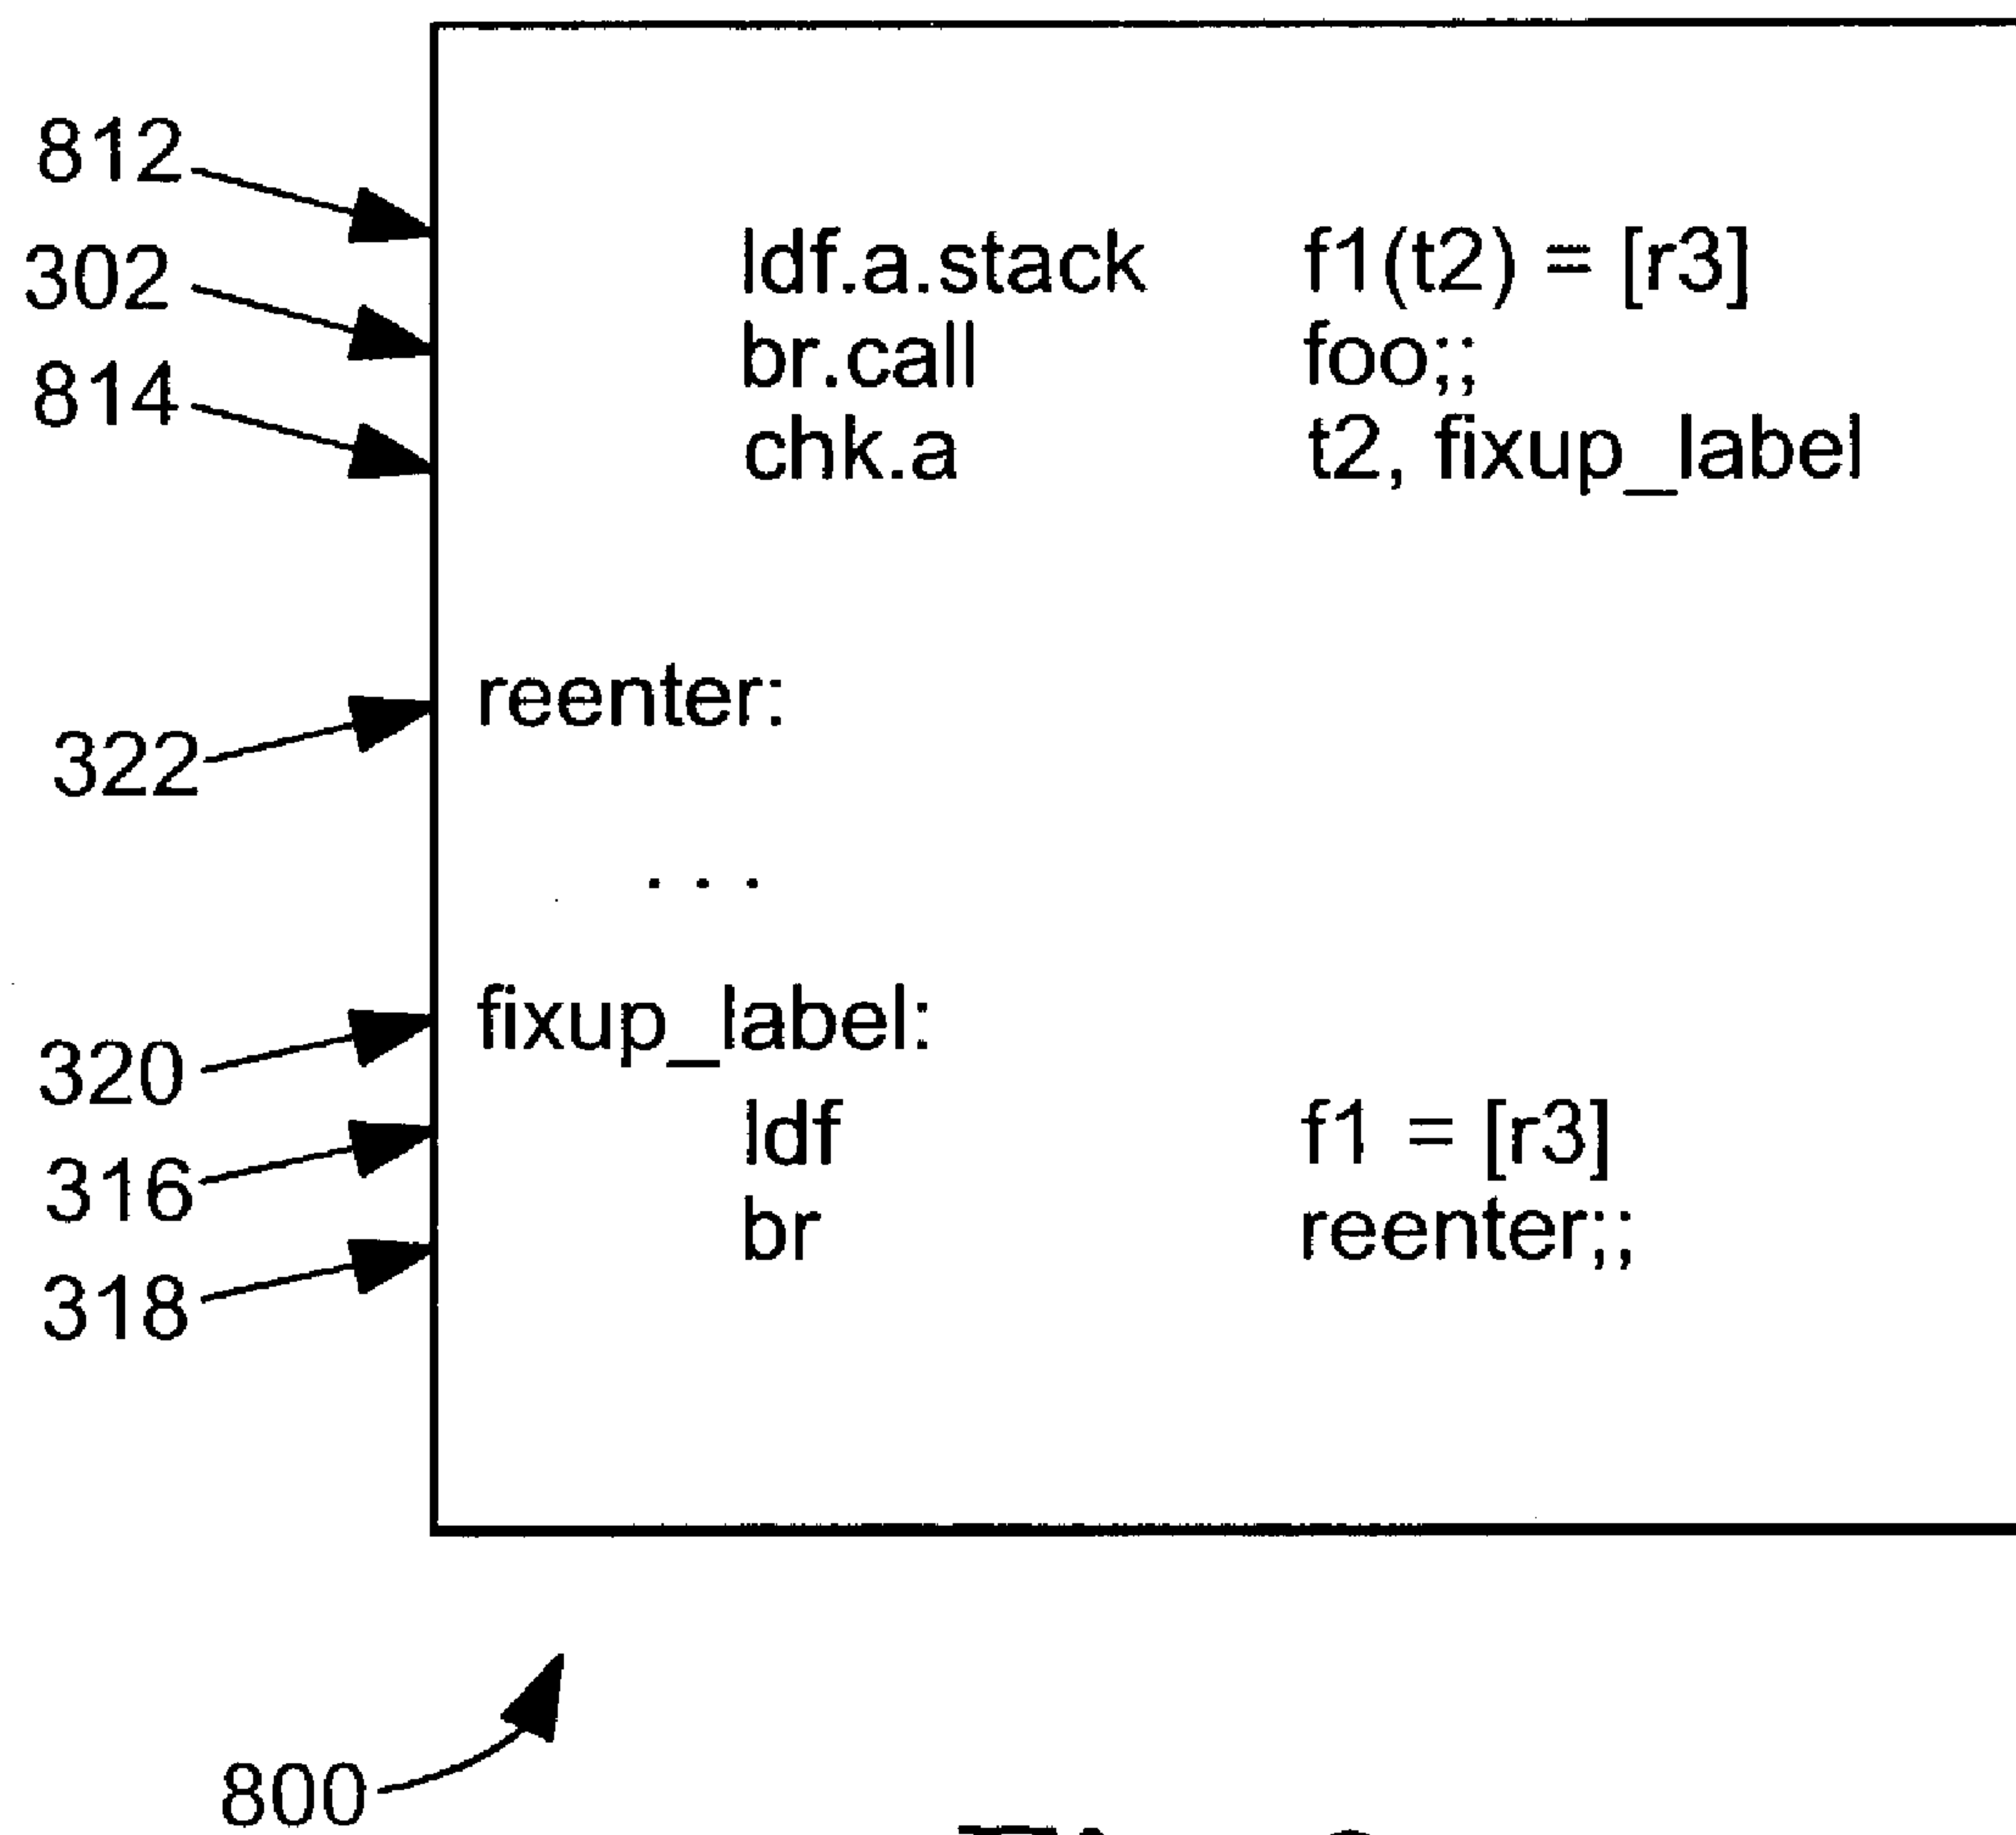 812
302
814
ldf.a.stack f1(t2) = [r3]
br.call foo;;
chk.a t2, fixup_label
322
reenter:
. . .
320
fixup_label:
316
ldf f1 = [r3]
318
br reenter;;
800